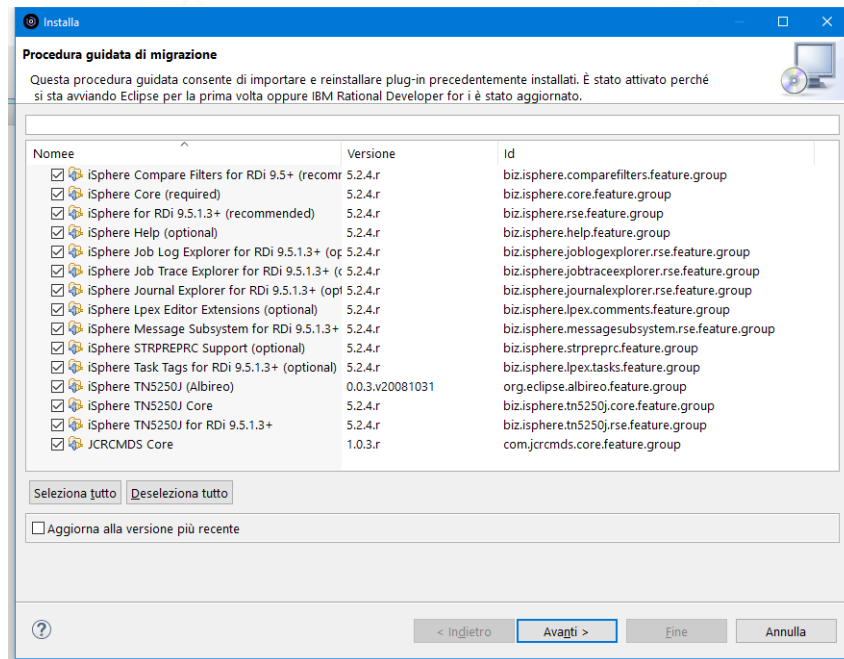 Installa
Procedura guidata di migrazione
Questa procedura guidata consente di importare e reinstallare plug-in precedentemente installati. È stato attivato perché
si sta avviando Eclipse per la prima volta oppure IBM Rational Developer for i è stato aggiornato.
Nomee Versione Id
iSphere Compare Filters for RDi 9.5+ (recomr 5.2.4.r biz.isphere.comparefilters.feature.group
iSphere Core (required) 5.2.4.r biz.isphere.core.feature.group
iSphere for RDi 9.5.1.3+ (recommended) 5.2.4.r biz.isphere.rse.feature.group
iSphere Help (optional) 5.2.4.r biz.isphere.help.feature.group
iSphere Job Log Explorer for RDi 9.5.1.3+ (op 5.2.4.r biz.isphere.joblogexplorer.rse.feature.group
iSphere Job Trace Explorer for RDi 9.5.1.3+ (c 5.2.4.r biz.isphere.jobtraceexplorer.rse.feature.group
iSphere Journal Explorer for RDi 9.5.1.3+ (opt 5.2.4.r biz.isphere.journalexplorer.rse.feature.group
iSphere Lpex Editor Extensions (optional) 5.2.4.r biz.isphere.lpex.comments.feature.group
iSphere Message Subsystem for RDi 9.5.1.3+ 5.2.4.r biz.isphere.messagesubsystem.rse.feature.group
iSphere STRPREPRC Support (optional) 5.2.4.r biz.isphere.strpreprc.feature.group
iSphere Task Tags for RDi 9.5.1.3+ (optional) 5.2.4.r biz.isphere.lpex.tasks.feature.group
iSphere TN5250J (Albireo) 0.0.3.v20081031 org.eclipse.albireo.feature.group
iSphere TN5250J Core 5.2.4.r biz.isphere.tn5250j.core.feature.group
iSphere TN5250J for RDi 9.5.1.3+ 5.2.4.r biz.isphere.tn5250j.rse.feature.group
JCRCMDS Core 1.0.3.r com.jcrcmds.core.feature.group
Seleziona tutto Deseleziona tutto
Aggiorna alla versione più recente
? < Indietro Avanti > Fine Annulla